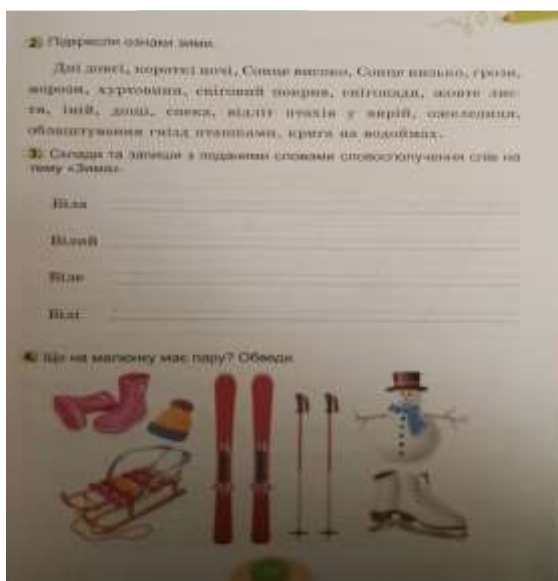 2. Підкресли ознаки зими.
Дні довгі, короткі ночі, Сонце високо, Сонце низько, грози,
морози, хуртовини, сніговий покрив, снігопади, жовте лис-
тя, іній, дощі, спека, відліт птахів у вирій, ожеледиця,
облаштування гнізд пташками, крига на водоймах.
3. Склади та запиши з поданими словами словосполучення слів на
тему «Зима».
Біла
Білий
Біле
Білі
4. Що на малюнку має пару? Обведи.